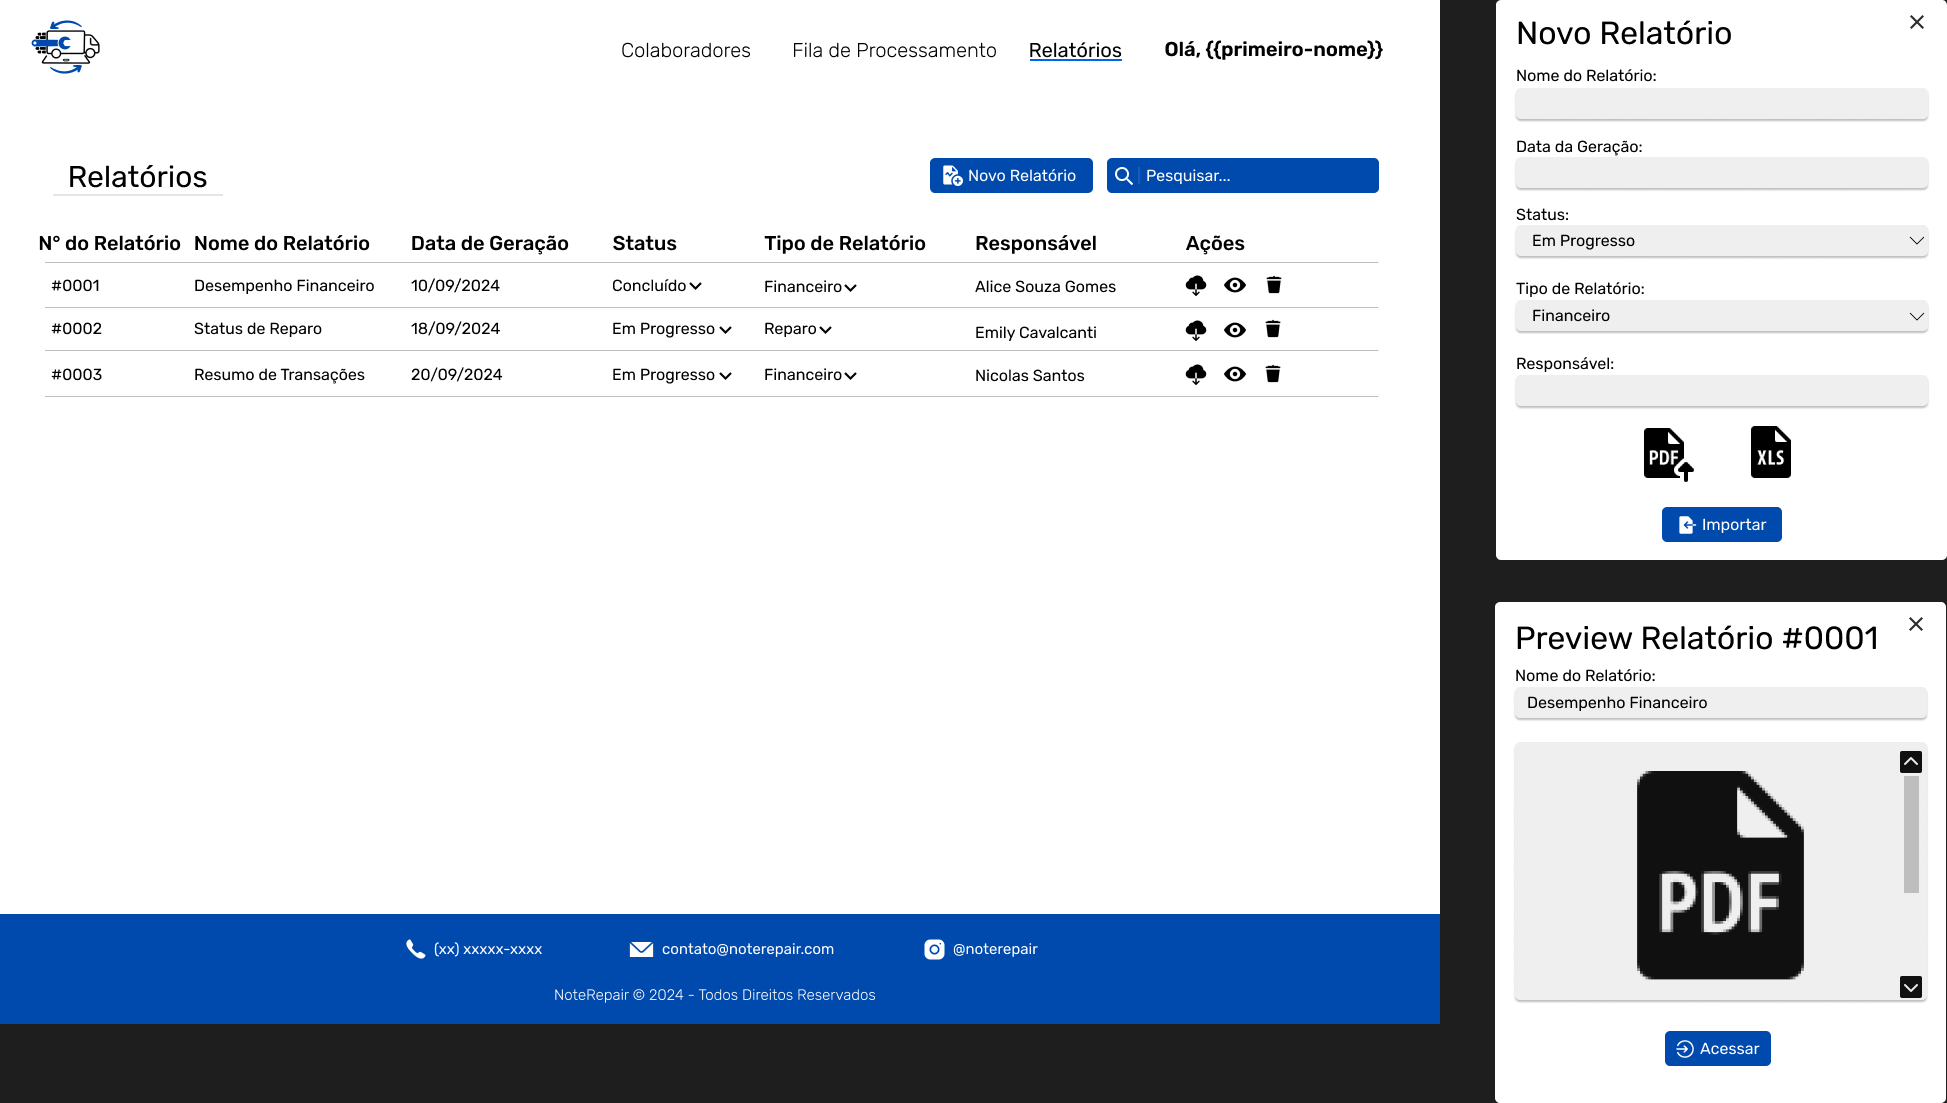 Colaboradores Fila de Processamento Relatórios Olá, {{primeiro-nome}}
Relatórios
Novo Relatório Pesquisar...
N° do Relatório Nome do Relatório Data de Geração Status Tipo de Relatório Responsável Ações
#0001 Desempenho Financeiro 10/09/2024 Concluído Financeiro Alice Souza Gomes
#0002 Status de Reparo 18/09/2024 Em Progresso Reparo Emily Cavalcanti
#0003 Resumo de Transações 20/09/2024 Em Progresso Financeiro Nicolas Santos
(xx) xxxxx-xxxx contato@noterepair.com @noterepair
NoteRepair © 2024 - Todos Direitos Reservados
Novo Relatório
Nome do Relatório:
Data da Geração:
Status:
Em Progresso
Tipo de Relatório:
Financeiro
Responsável:
PDF XLS
Importar
Preview Relatório #0001
Nome do Relatório:
Desempenho Financeiro
PDF
Acessar